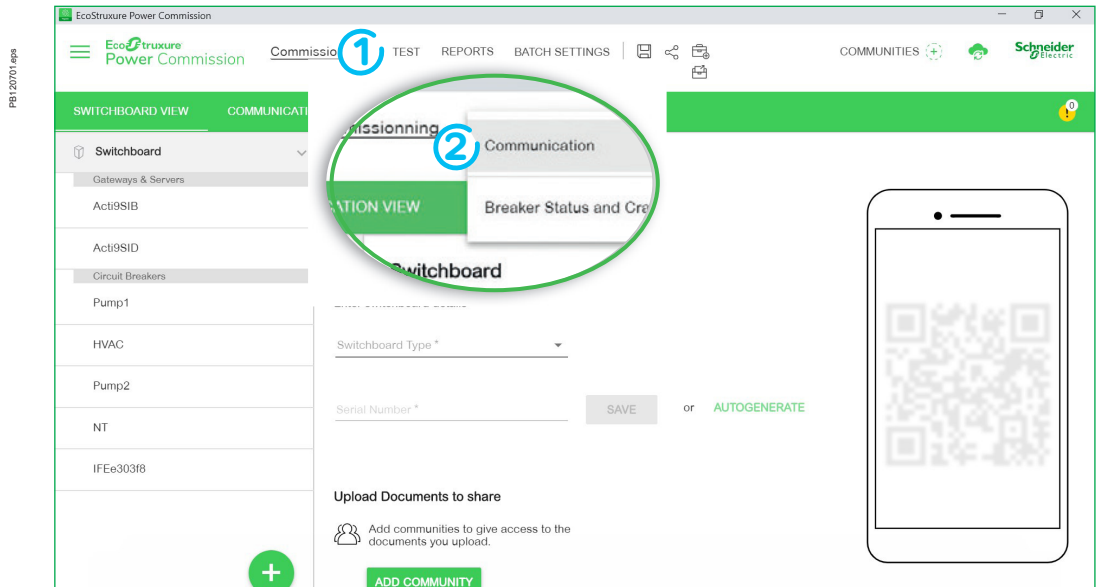 EcoStruxure Power Commission
PB120701.eps
EcoStruxure
Power Commission
Commissio
1
TEST
REPORTS
BATCH SETTINGS
COMMUNITIES
Schneider
Electric
SWITCHBOARD VIEW
COMMUNICATI
0
Switchboard
Gateways & Servers
Acti9SIB
Acti9SID
Circuit Breakers
Pump1
HVAC
Pump2
NT
IFEe303f8
missionning
2
Communication
ATION VIEW
Breaker Status and Cra
Switchboard
Switchboard Type *
Serial Number *
SAVE
or
AUTOGENERATE
Upload Documents to share
Add communities to give access to the
documents you upload.
ADD COMMUNITY